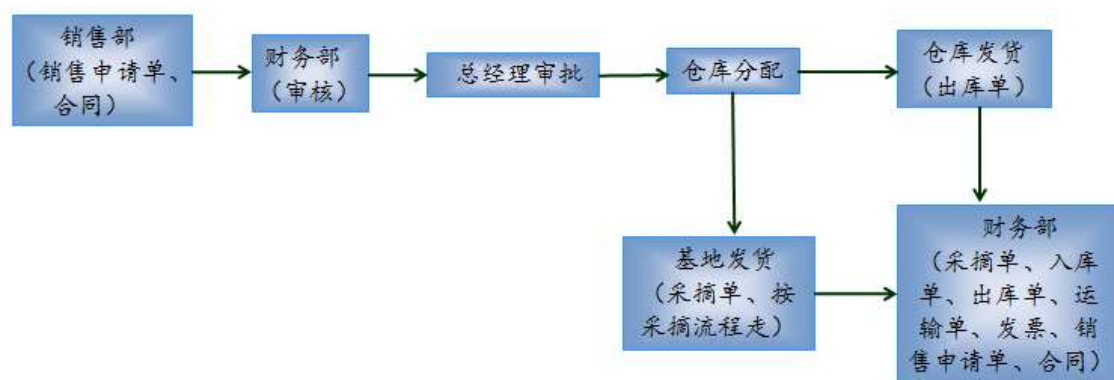 销售部
（销售申请单、
合同）
财务部
（审核）
总经理审批
仓库分配
仓库发货
（出库单）
基地发货
（采摘单、按
采摘流程走）
财务部
（采摘单、入库
单、出库单、运
输单、发票、销
售申请单、合同）